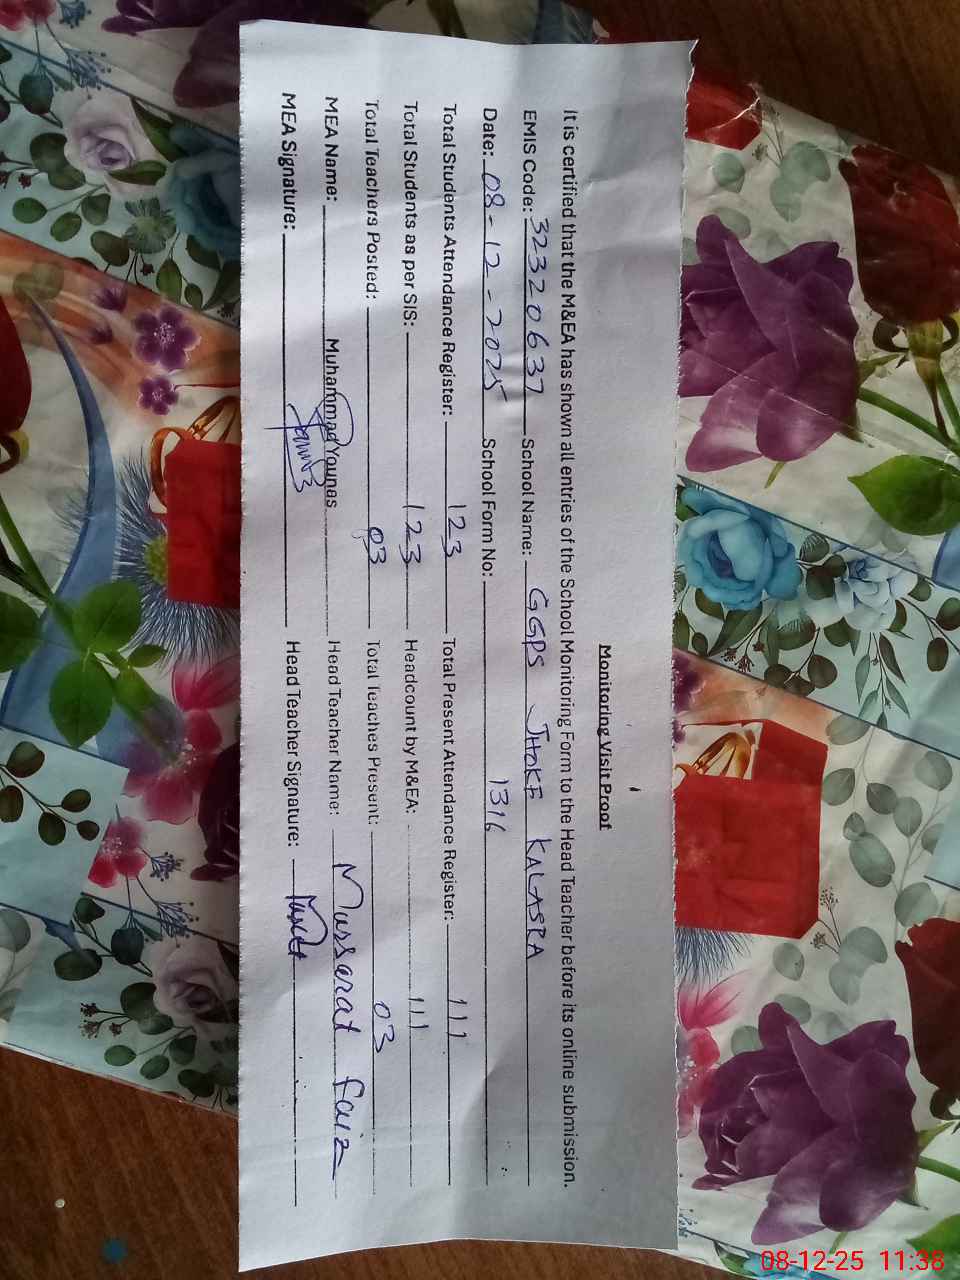 Monitoring Visit Proof
It is certified that the M&EA has shown all entries of the School Monitoring Form to the Head Teacher before its online submission.
EMIS Code: 32320637 School Name: GGPS JHOKE KALASRA
Date: 08-12-2025 School Form No: 1316
Total Students Attendance Register: 123 Total Present Attendance Register: 111
Total Students as per SIS: 123 Headcount by M&EA: 111
Total Teachers Posted: 03 Total Teaches Present: 03
MEA Name: Muhammad Younas Head Teacher Name: Mussarat Faiz
MEA Signature: Head Teacher Signature:
08-12-25 11:38